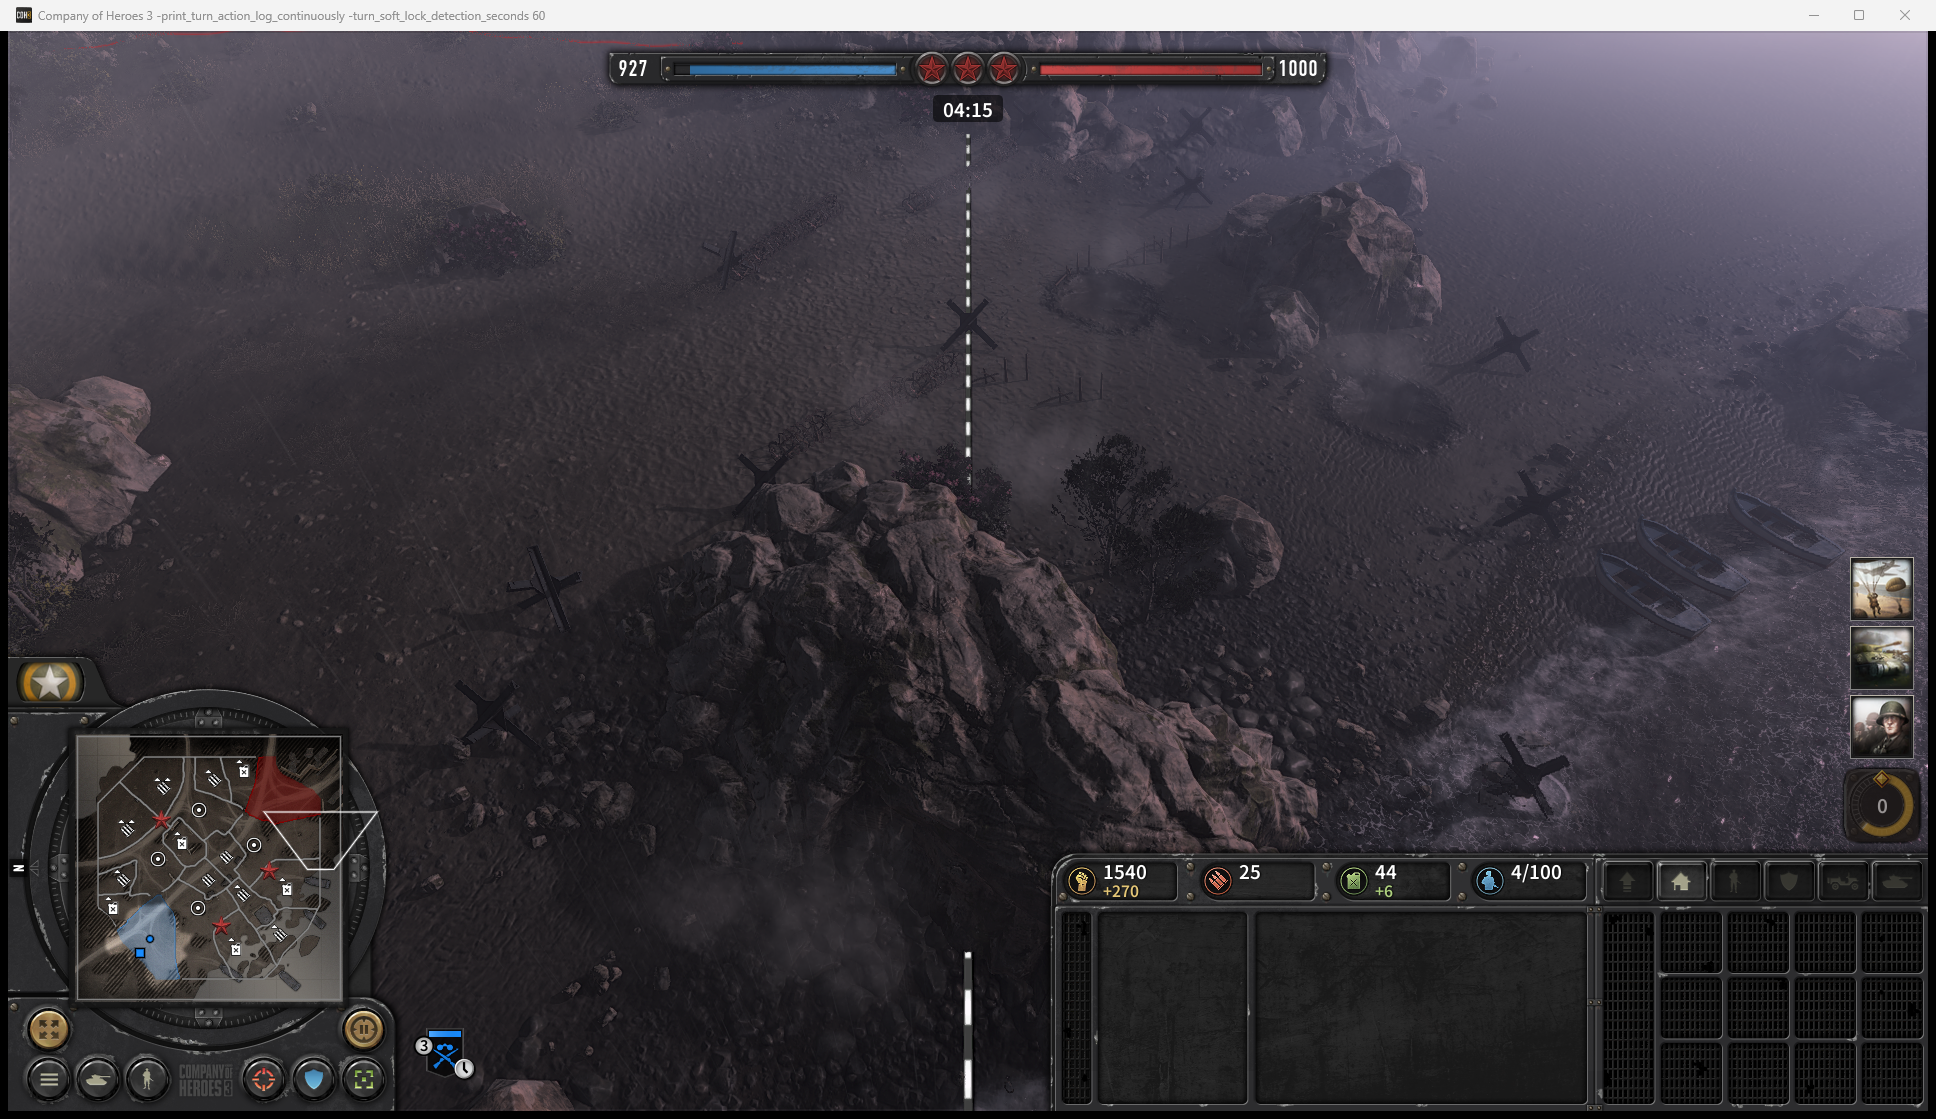 Company of Heroes 3 -print_turn_action_log_continuously -turn_soft_lock_detection_seconds 60
927
1000
04:15
N
0
1540
+270
25
44
+6
4/100
3
COMPANY OF
HEROES 3